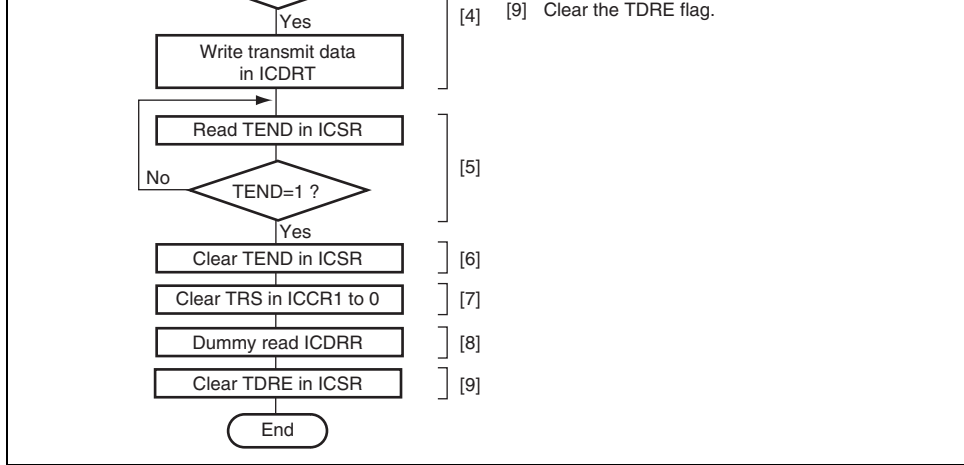 Yes
[4] [9] Clear the TDRE flag.
Write transmit data
in ICDRT
Read TEND in ICSR
[5]
No
TEND=1 ?
Yes
Clear TEND in ICSR [6]
Clear TRS in ICCR1 to 0 [7]
Dummy read ICDRR [8]
Clear TDRE in ICSR [9]
End